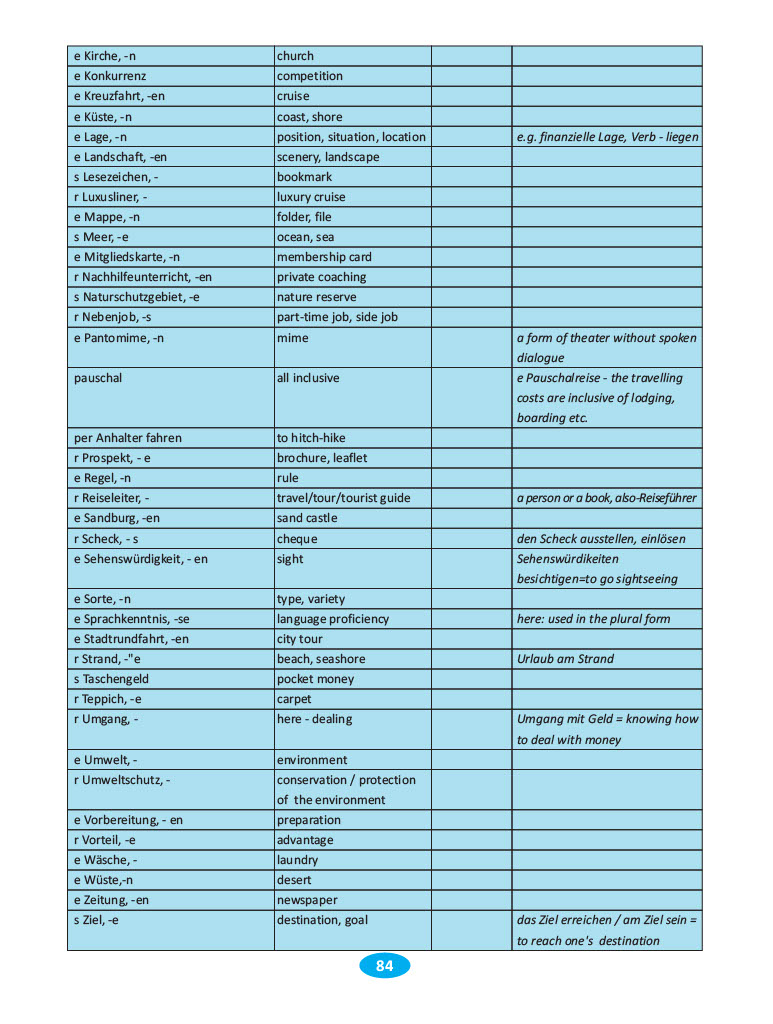 e Kirche, -n church
e Konkurrenz competition
e Kreuzfahrt, -en cruise
e Küste, -n coast, shore
e Lage, -n position, situation, location e.g. finanzielle Lage, Verb - liegen
e Landschaft, -en scenery, landscape
s Lesezeichen, - bookmark
r Luxusliner, - luxury cruise
e Mappe, -n folder, file
s Meer, -e ocean, sea
e Mitgliedskarte, -n membership card
r Nachhilfeunterricht, -en private coaching
s Naturschutzgebiet, -e nature reserve
r Nebenjob, -s part-time job, side job
e Pantomime, -n mime a form of theater without spoken
dialogue
pauschal all inclusive e Pauschalreise - the travelling
costs are inclusive of lodging,
boarding etc.
per Anhalter fahren to hitch-hike
r Prospekt, - e brochure, leaflet
e Regel, -n rule
r Reiseleiter, - travel/tour/tourist guide a person or a book, also-Reiseführer
e Sandburg, -en sand castle
r Scheck, - s cheque den Scheck ausstellen, einlösen
e Sehenswürdigkeit, - en sight Sehenswürdikeiten
besichtigen=to go sightseeing
e Sorte, -n type, variety
e Sprachkenntnis, -se language proficiency here: used in the plural form
e Stadtrundfahrt, -en city tour
r Strand, -"e beach, seashore Urlaub am Strand
s Taschengeld pocket money
r Teppich, -e carpet
r Umgang, - here - dealing Umgang mit Geld = knowing how
to deal with money
e Umwelt, - environment
r Umweltschutz, - conservation / protection
of the environment
e Vorbereitung, - en preparation
r Vorteil, -e advantage
e Wäsche, - laundry
e Wüste,-n desert
e Zeitung, -en newspaper
s Ziel, -e destination, goal das Ziel erreichen / am Ziel sein =
to reach one's destination
84